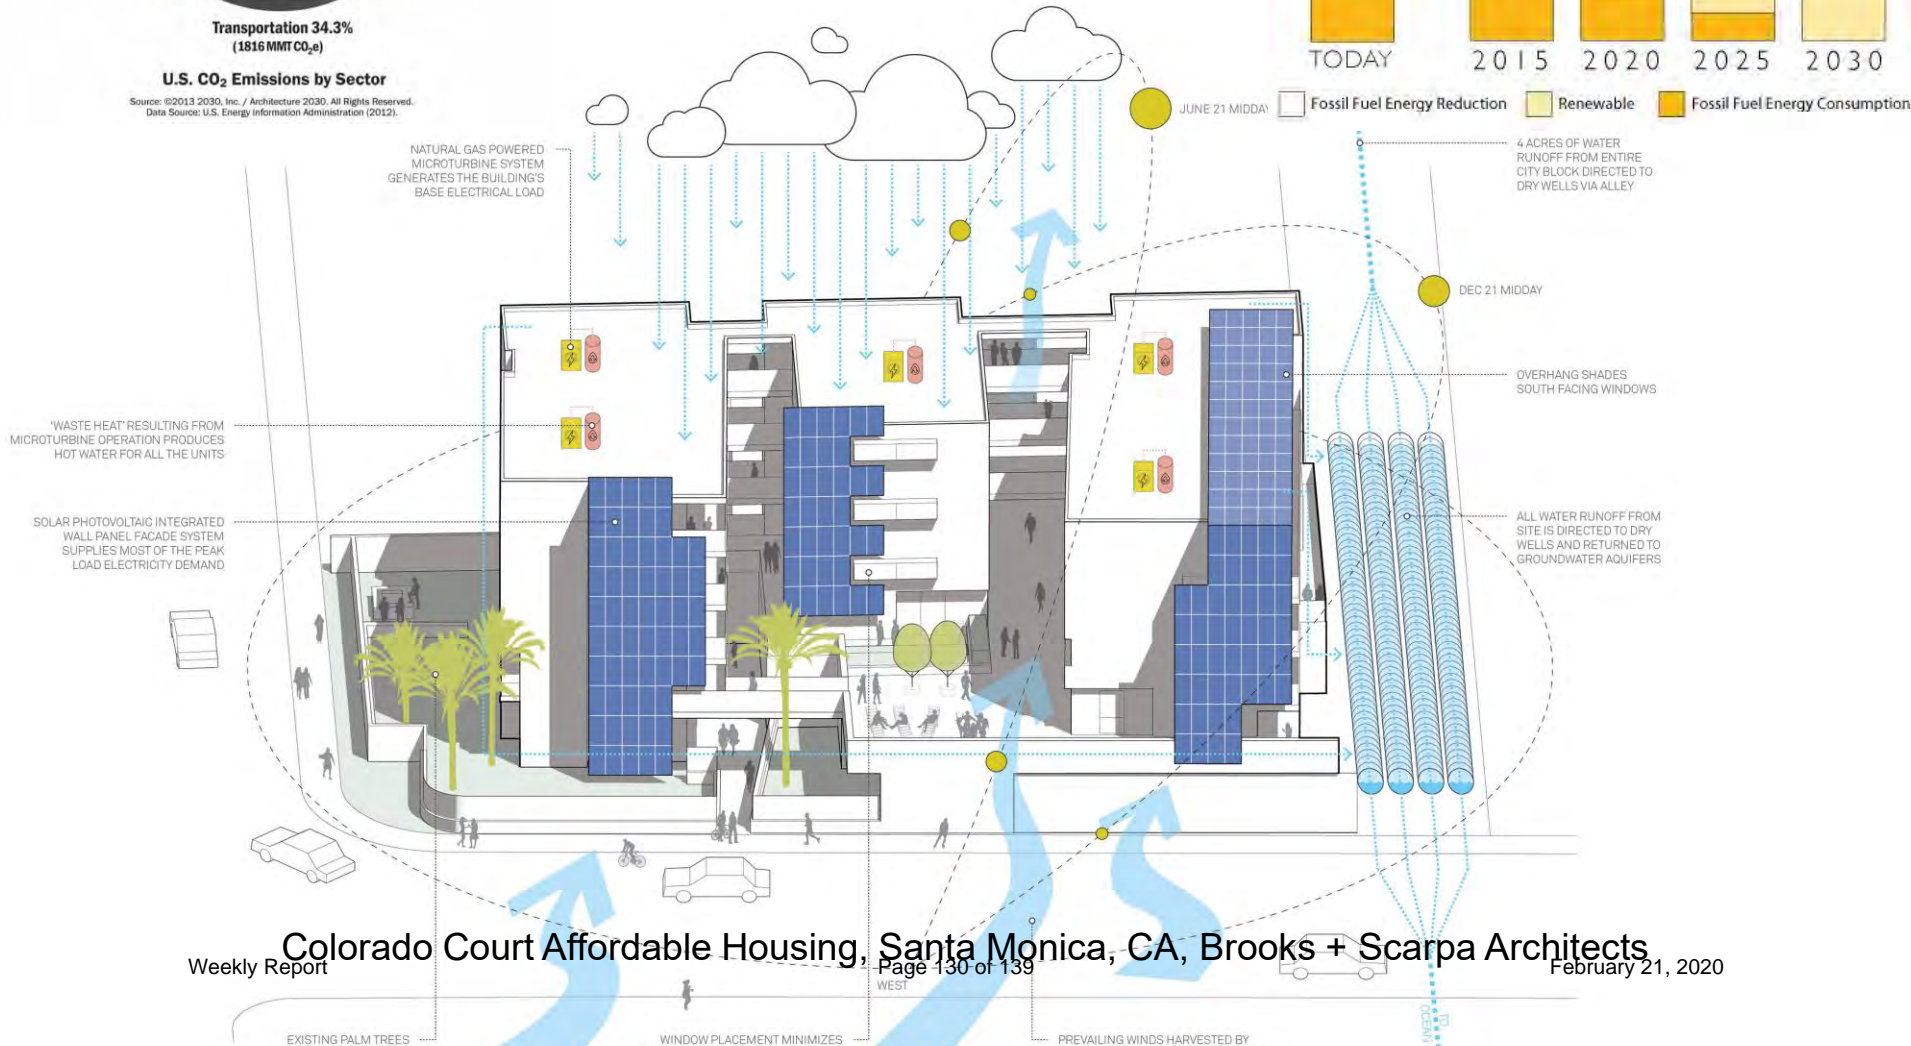 Transportation 34.3%
(1816 MMT CO₂e)
U.S. CO₂ Emissions by Sector
Source: ©2013 2030, Inc. / Architecture 2030. All Rights Reserved.
Data Source: U.S. Energy Information Administration (2012).
TODAY 2015 2020 2025 2030
Fossil Fuel Energy Reduction Renewable Fossil Fuel Energy Consumption
JUNE 21 MIDDAY
NATURAL GAS POWERED
MICROTURBINE SYSTEM
GENERATES THE BUILDING'S
BASE ELECTRICAL LOAD
4 ACRES OF WATER
RUNOFF FROM ENTIRE
CITY BLOCK DIRECTED TO
DRY WELLS VIA ALLEY
DEC 21 MIDDAY
OVERHANG SHADES
SOUTH FACING WINDOWS
'WASTE HEAT' RESULTING FROM
MICROTURBINE OPERATION PRODUCES
HOT WATER FOR ALL THE UNITS
SOLAR PHOTOVOLTAIC INTEGRATED
WALL PANEL FACADE SYSTEM
SUPPLIES MOST OF THE PEAK
LOAD ELECTRICITY DEMAND
ALL WATER RUNOFF FROM
SITE IS DIRECTED TO DRY
WELLS AND RETURNED TO
GROUNDWATER AQUIFERS
Colorado Court Affordable Housing, Santa Monica, CA, Brooks + Scarpa Architects
Weekly Report Page 130 of 139 February 21, 2020
WEST
TO
OCEAN
EXISTING PALM TREES
WINDOW PLACEMENT MINIMIZES
PREVAILING WINDS HARVESTED BY